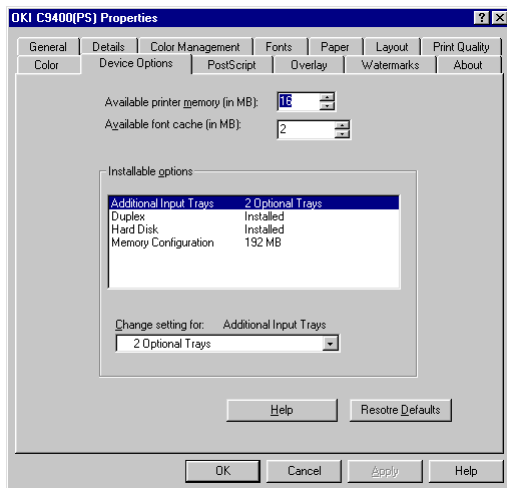 OKI C9400(PS) Properties
General Details Color Management Fonts Paper Layout Print Quality
Color Device Options PostScript Overlay Watermarks About
Available printer memory (in MB): 16
Available font cache (in MB): 2
Installable options
Additional Input Trays 2 Optional Trays
Duplex Installed
Hard Disk Installed
Memory Configuration 192 MB
Change setting for: Additional Input Trays
2 Optional Trays
Help Resotre Defaults
OK Cancel Apply Help